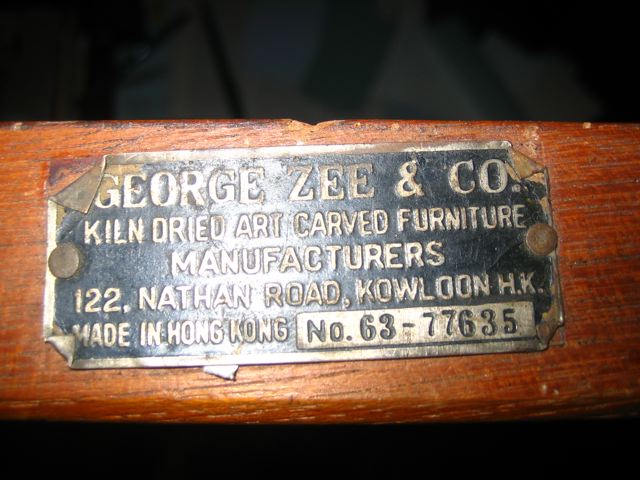 GEORGE ZEE & CO.
KILN DRIED ART CARVED FURNITURE
MANUFACTURERS
122, NATHAN ROAD, KOWLOON H.K.
MADE IN HONG KONG No. 63-77635